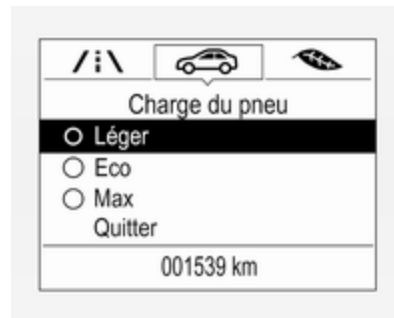 Charge du pneu
Léger
Eco
Max
Quitter
001539 km